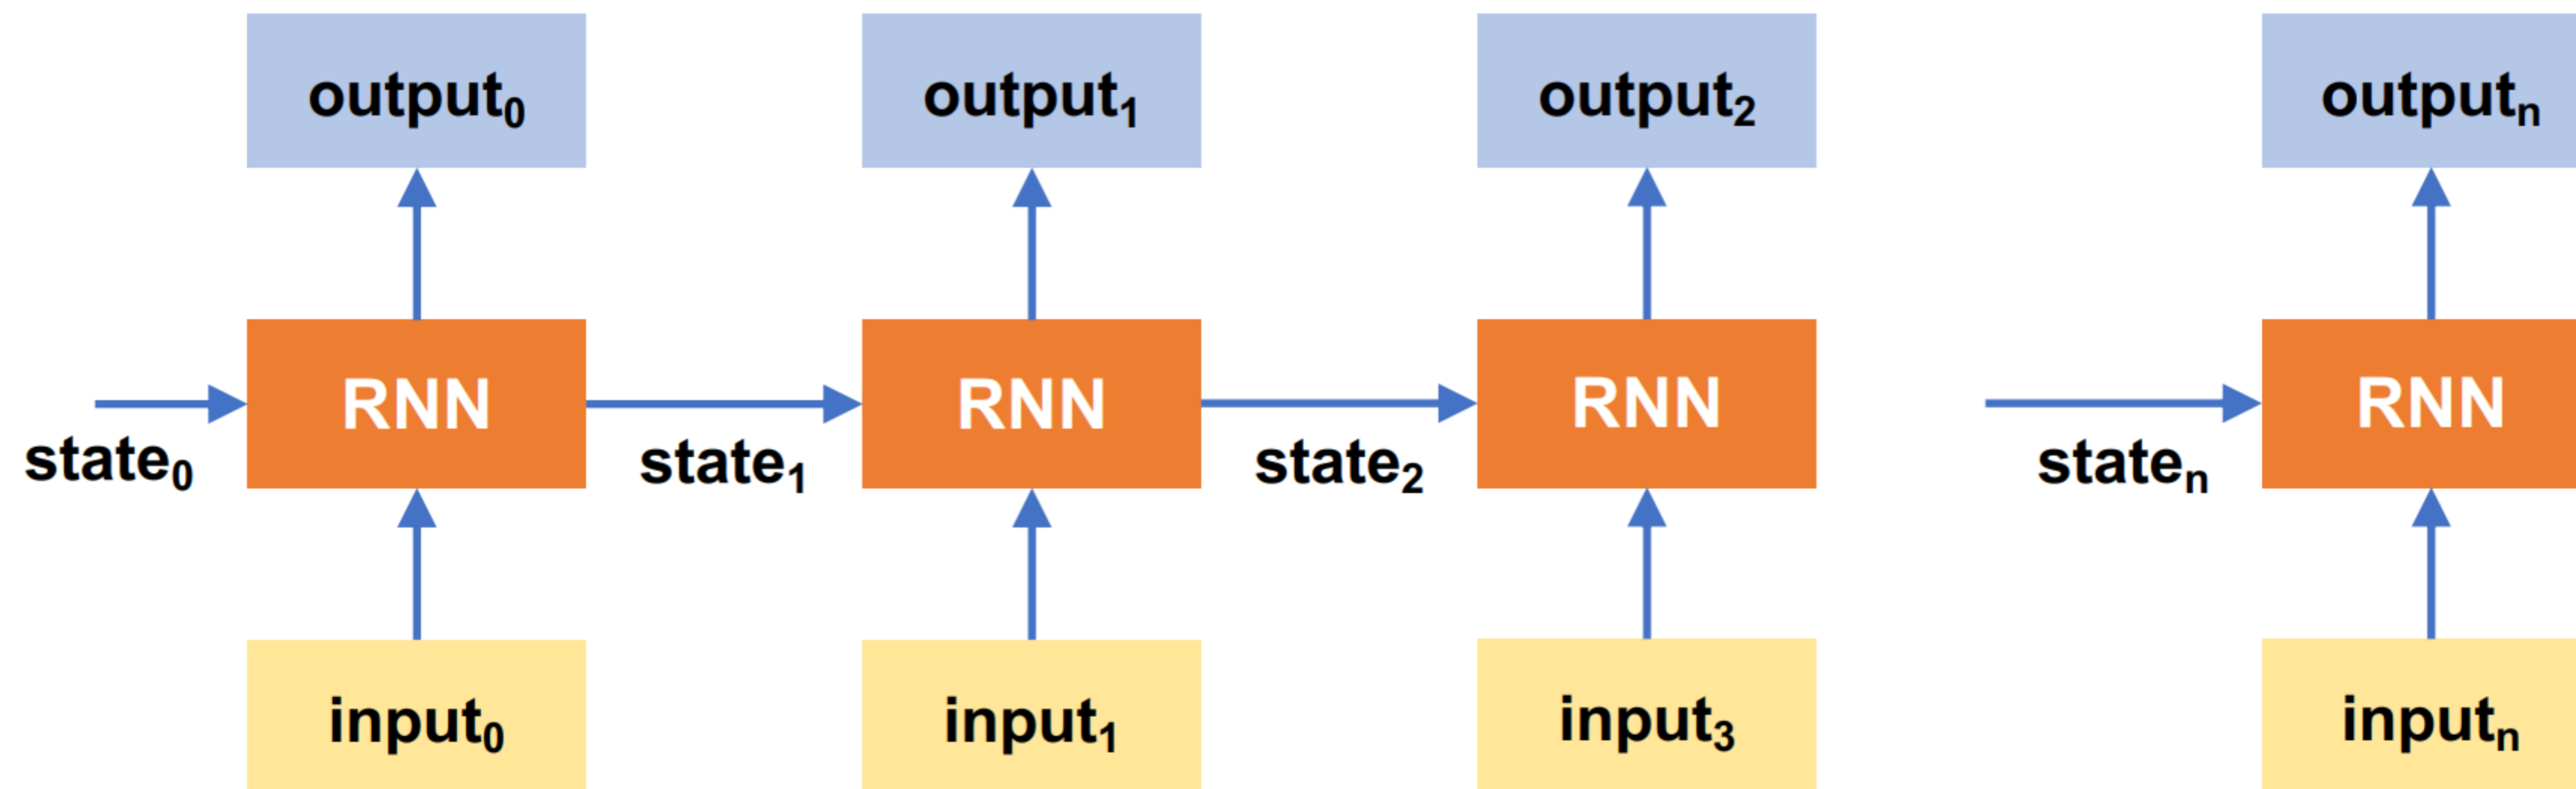 output₀ output₁ output₂ outputₙ
RNN RNN RNN RNN
state₀ state₁ state₂ stateₙ
input₀ input₁ input₃ inputₙ